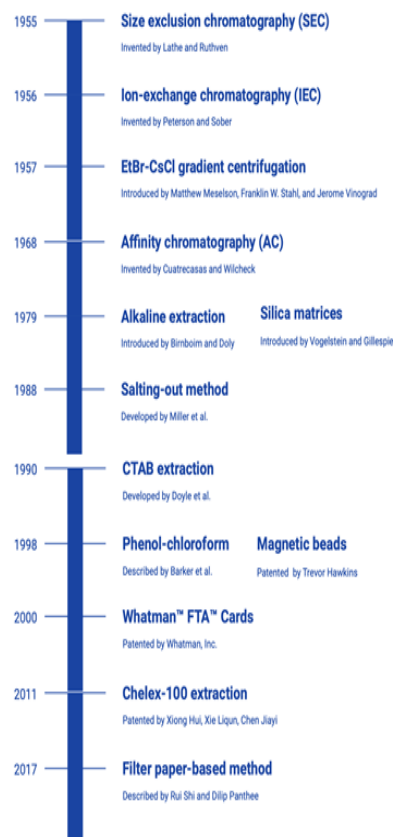 1955 Size exclusion chromatography (SEC)
Invented by Lathe and Ruthven
1956 Ion-exchange chromatography (IEC)
Invented by Peterson and Sober
1957 EtBr-CsCl gradient centrifugation
Introduced by Matthew Meselson, Franklin W. Stahl, and Jerome Vinograd
1968 Affinity chromatography (AC)
Invented by Cuatrecasas and Wilcheck
1979 Alkaline extraction Silica matrices
Introduced by Birnboim and Doly Introduced by Vogelstein and Gillespie
1988 Salting-out method
Developed by Miller et al.
1990 CTAB extraction
Developed by Doyle et al.
1998 Phenol-chloroform Magnetic beads
Described by Barker et al. Patented by Trevor Hawkins
2000 Whatman™ FTA™ Cards
Patented by Whatman, Inc.
2011 Chelex-100 extraction
Patented by Xiong Hui, Xie Liqun, Chen Jiayi
2017 Filter paper-based method
Described by Rui Shi and Dilip Panthee